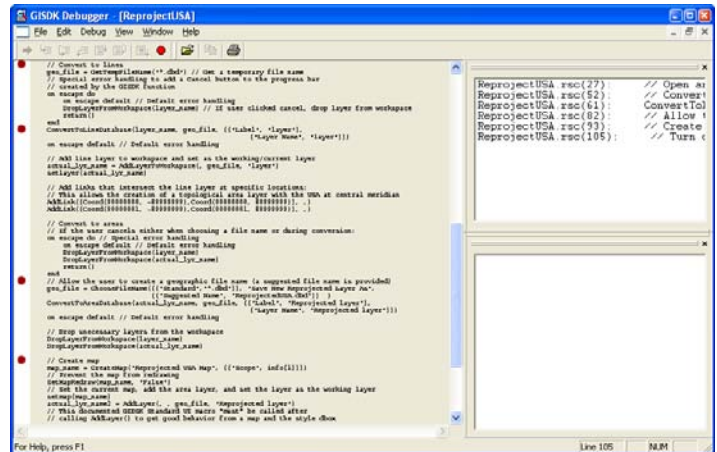 GISDK Debugger - [ReprojectUSA]
File Edit Debug View Window Help
// Convert to lines
geo_file = GetTempFileName("*.dbd") // Get a temporary file name
// Special error handling to add a Cancel button to the progress bar
// created by the GISDK function
on escape do
on escape default // Default error handling
DropLayerFromWorkspace(layer_name) // If user clicked cancel, drop layer from workspace
return()
end
ConvertToLineDatabase(layer_name, geo_file, {{"Label", "layer"},
{"Layer Name", "layer"}})
on escape default // Default error handling
// Add line layer to workspace and set as the working/current layer
actual_lyr_name = AddLayerToWorkspace(, geo_file, "layer")
setlayer(actual_lyr_name)
// Add links that intersect the line layer at specific locations:
// This allows the creation of a topological area layer with the USA at central meridian
// Convert to areas
// If the user cancels either when choosing a file name or during conversion:
on escape do // Special error handling
on escape default // Default error handling
DropLayerFromWorkspace(layer_name)
DropLayerFromWorkspace(actual_lyr_name)
return()
end
// Allow the user to create a geographic file name (a suggested file name is provided)
geo_file = ChooseFileName({{"Standard","*.dbd"}}, "Save New Reprojected Layer As",
{{"Suggested Name", "ReprojectedUSA.dbd"}} )
ConvertToAreaDatabase(actual_lyr_name, geo_file, {{"Label", "Reprojected layer"},
{"Layer Name", "Reprojected layer"}})
on escape default // Default error handling
// Drop unnecessary layers from the workspace
DropLayerFromWorkspace(layer_name)
DropLayerFromWorkspace(actual_lyr_name)
// Create map
map_name = CreateMap("Reprojected USA Map", {{"Scope", info[1]}})
// Prevent the map from redrawing
SetMapRedraw(map_name, "False")
// Set the current map, add the area layer, and set the layer as the working layer
setmap(map_name)
actual_lyr_name2 = AddLayer(, , geo_file, "Reprojected layer")
// This documented GISDK Standard UI macro *must* be called after
// calling AddLayer() to get good behavior from a map and the style dbox
ReprojectUSA.rsc(27): // Open an
ReprojectUSA.rsc(52): // Convert
ReprojectUSA.rsc(61): ConvertToL
ReprojectUSA.rsc(82): // Allow t
ReprojectUSA.rsc(93): // Create
ReprojectUSA.rsc(105): // Turn o
For Help, press F1
Line 105
NUM